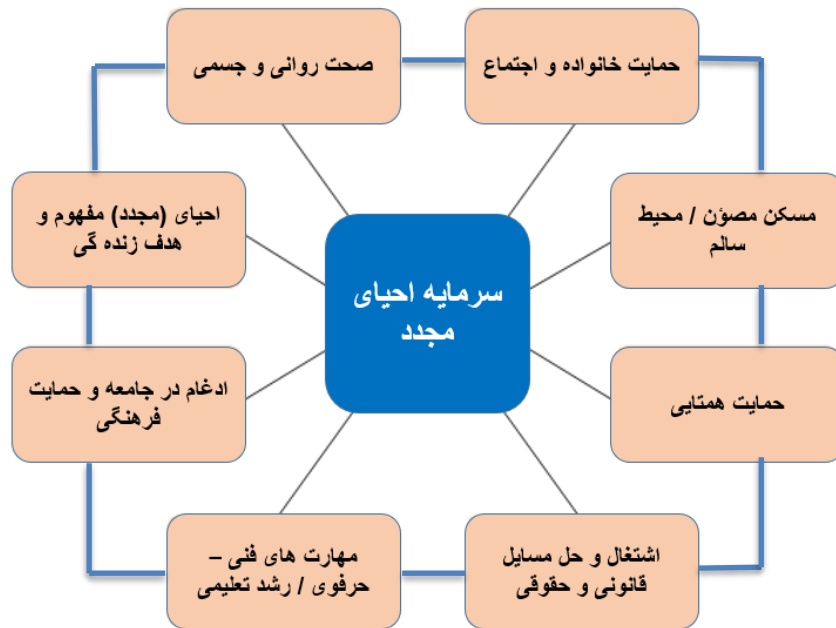 حمایت خانواده و اجتماع
صحت روانی و جسمی
مسکن مصؤن / محیط
سالم
احیای (مجدد) مفهوم و
هدف زنده گی
سرمایه احیای
مجدد
حمایت همتایی
ادغام در جامعه و حمایت
فرهنگی
اشتغال و حل مسایل
قانونی و حقوقی
مهارت های فنی –
حرفوی / رشد تعلیمی